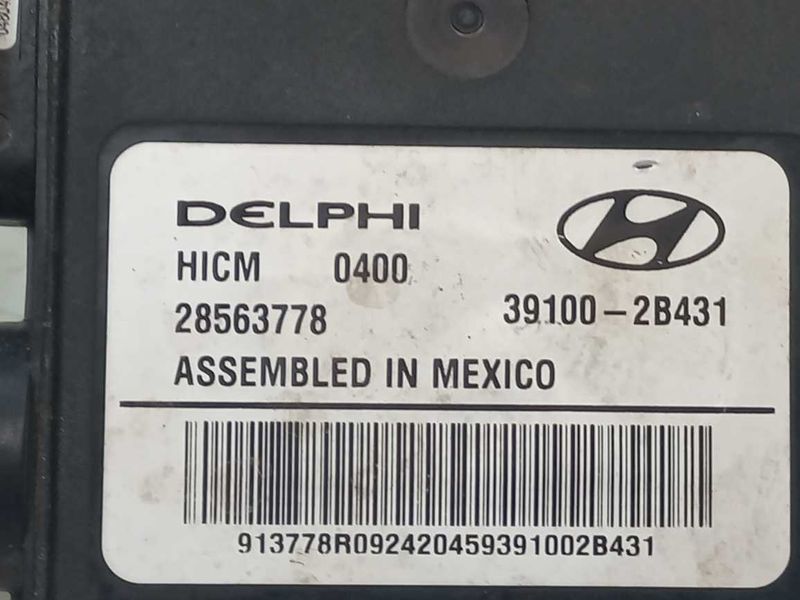 DELPHI
HICM 0400
28563778 39100-2B431
ASSEMBLED IN MEXICO
913778R092420459391002B431